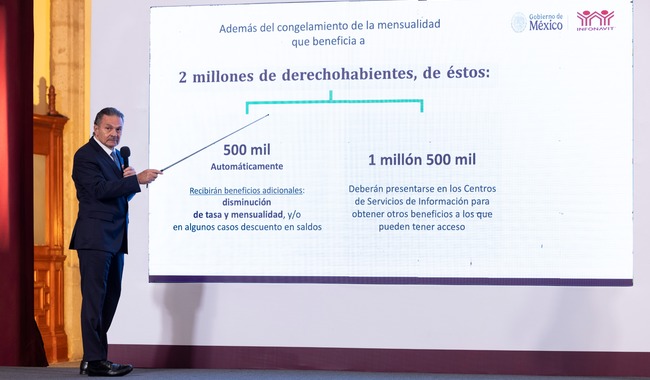 Además del congelamiento de la mensualidad
que beneficia a
Gobierno de
México
INFONAVIT
2 millones de derechohabientes, de éstos:
500 mil
Automáticamente
Recibirán beneficios adicionales:
disminución
de tasa y mensualidad, y/o
en algunos casos descuento en saldos
1 millón 500 mil
Deberán presentarse en los Centros
de Servicios de Información para
obtener otros beneficios a los que
pueden tener acceso